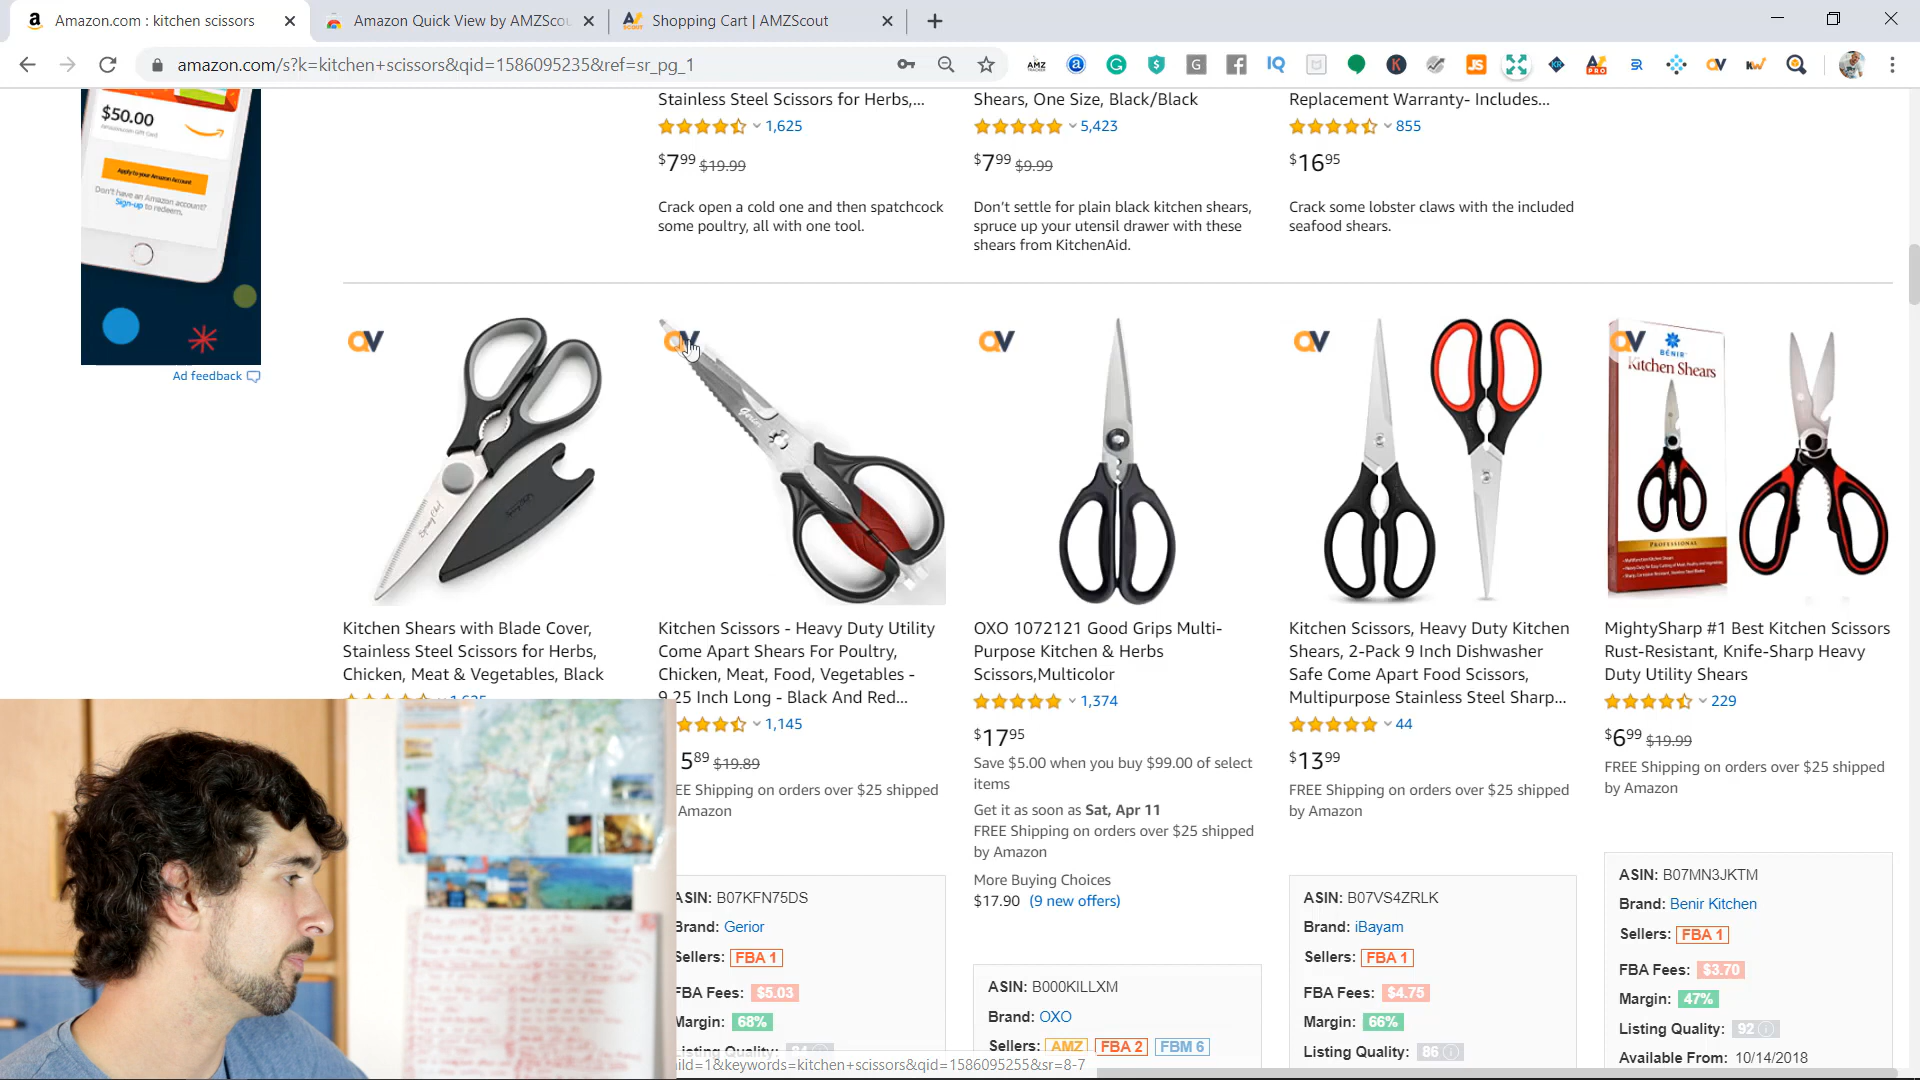 Amazon.com : kitchen scissors
Amazon Quick View by AMZSco
Shopping Cart | AMZScout
amazon.com/s?k=kitchen+scissors&qid=1586095235&ref=sr_pg_1
$50.00
Apply to your Amazon Account
Don't have an Amazon account?
Sign-up to redeem.
Ad feedback
Stainless Steel Scissors for Herbs,...
1,625
$7.99 $19.99
Crack open a cold one and then spatchcock
some poultry, all with one tool.
Shears, One Size, Black/Black
5,423
$7.99 $9.99
Don't settle for plain black kitchen shears,
spruce up your utensil drawer with these
shears from KitchenAid.
Replacement Warranty- Includes...
855
$16.95
Crack some lobster claws with the included
seafood shears.
Kitchen Shears with Blade Cover,
Stainless Steel Scissors for Herbs,
Chicken, Meat & Vegetables, Black
1,625
Kitchen Scissors - Heavy Duty Utility
Come Apart Shears For Poultry,
Chicken, Meat, Food, Vegetables -
9.25 Inch Long - Black And Red...
1,145
5.89 $19.89
EE Shipping on orders over $25 shipped
Amazon
ASIN: B07KFN75DS
Brand: Gerior
Sellers: FBA 1
FBA Fees: $5.03
Margin: 68%
Listing Quality:
OXO 1072121 Good Grips Multi-
Purpose Kitchen & Herbs
Scissors,Multicolor
1,374
$17.95
Save $5.00 when you buy $99.00 of select
items
Get it as soon as Sat, Apr 11
FREE Shipping on orders over $25 shipped
by Amazon
More Buying Choices
$17.90 (9 new offers)
ASIN: B000KILLXM
Brand: OXO
Sellers: AMZ FBA 2 FBM 6
Kitchen Scissors, Heavy Duty Kitchen
Shears, 2-Pack 9 Inch Dishwasher
Safe Come Apart Food Scissors,
Multipurpose Stainless Steel Sharp...
44
$13.99
FREE Shipping on orders over $25 shipped
by Amazon
ASIN: B07VS4ZRLK
Brand: iBayam
Sellers: FBA 1
FBA Fees: $4.75
Margin: 66%
Listing Quality: 86
BENIR
Kitchen Shears
PROFESSIONAL
MightySharp #1 Best Kitchen Scissors
Rust-Resistant, Knife-Sharp Heavy
Duty Utility Shears
229
$6.99 $19.99
FREE Shipping on orders over $25 shipped
by Amazon
ASIN: B07MN3JKTM
Brand: Benir Kitchen
Sellers: FBA 1
FBA Fees: $3.70
Margin: 47%
Listing Quality: 92
Available From: 10/14/2018
ild=1&keywords=kitchen+scissors&qid=1586095255&sr=8-7